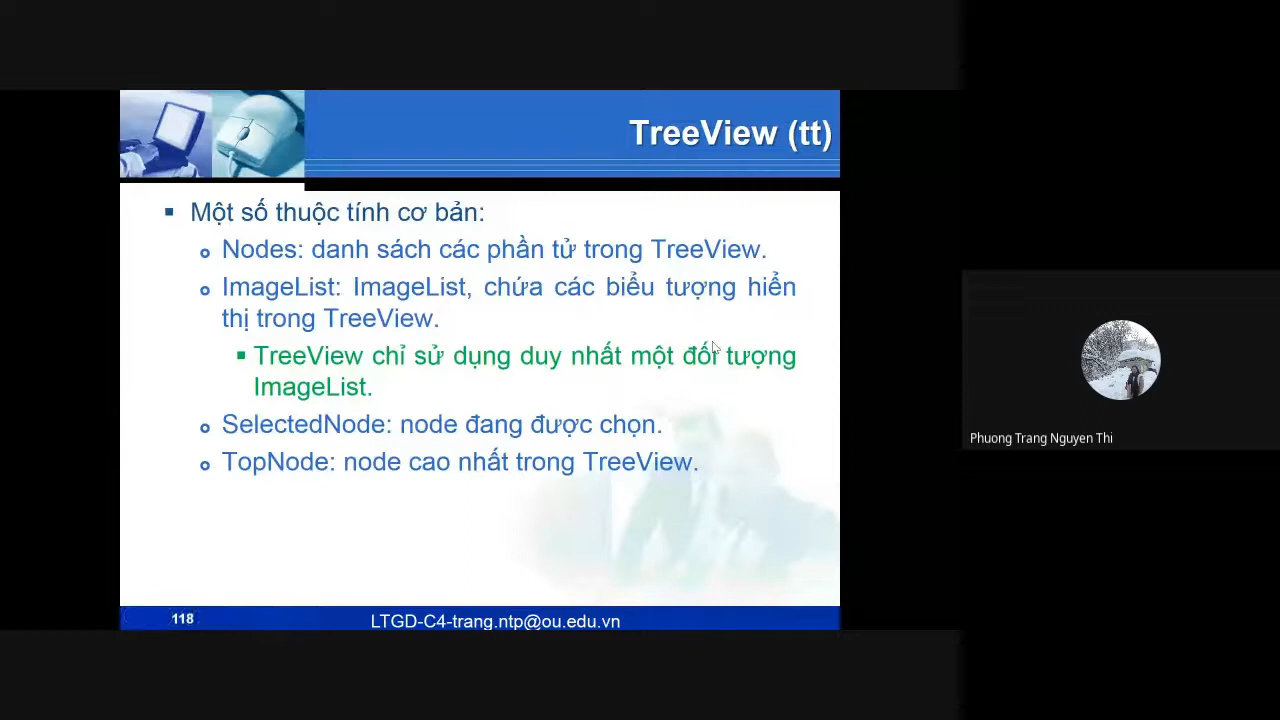 TreeView (tt)
Một số thuộc tính cơ bản:
Nodes: danh sách các phần tử trong TreeView.
ImageList: ImageList, chứa các biểu tượng hiển
thị trong TreeView.
TreeView chỉ sử dụng duy nhất một đối tượng
ImageList.
SelectedNode: node đang được chọn.
TopNode: node cao nhất trong TreeView.
118
LTGD-C4-trang.ntp@ou.edu.vn
Phuong Trang Nguyen Thi